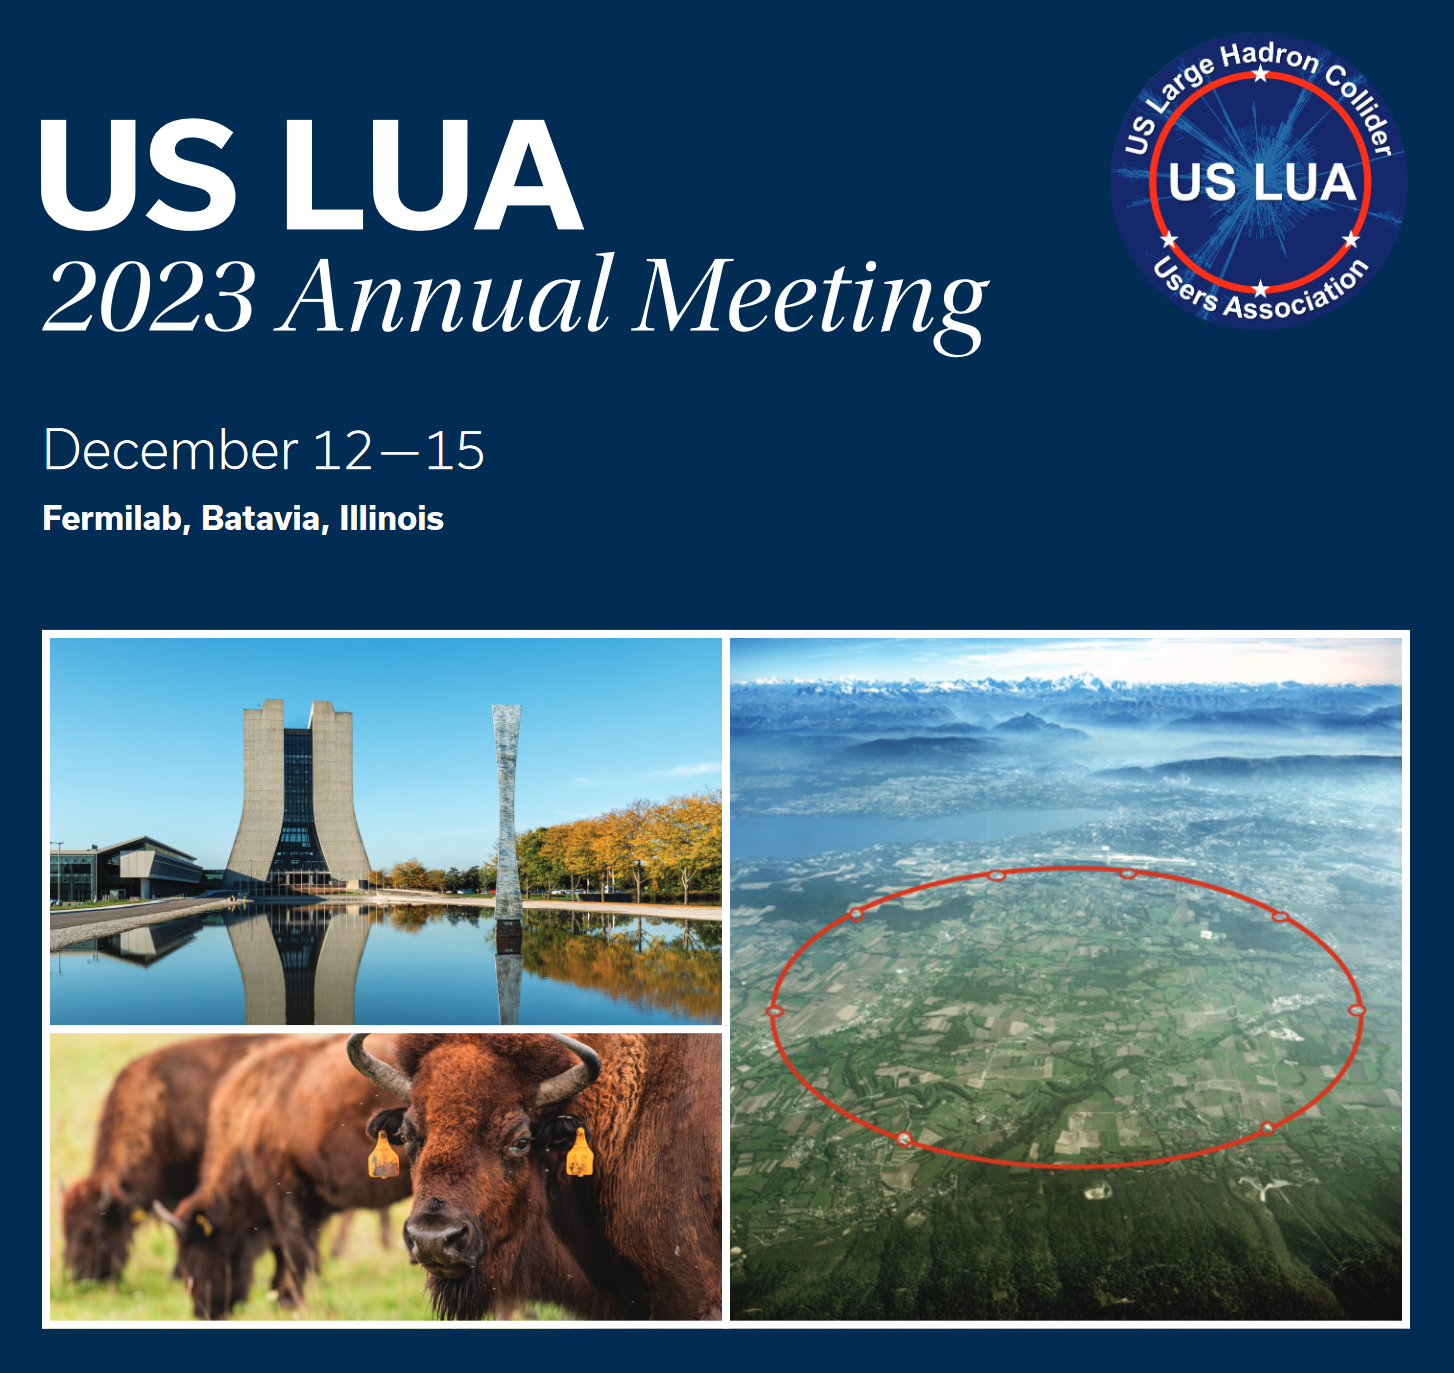 US LUA
2023 Annual Meeting
December 12—15
Fermilab, Batavia, Illinois
US Large Hadron Collider
US LUA
Users Association